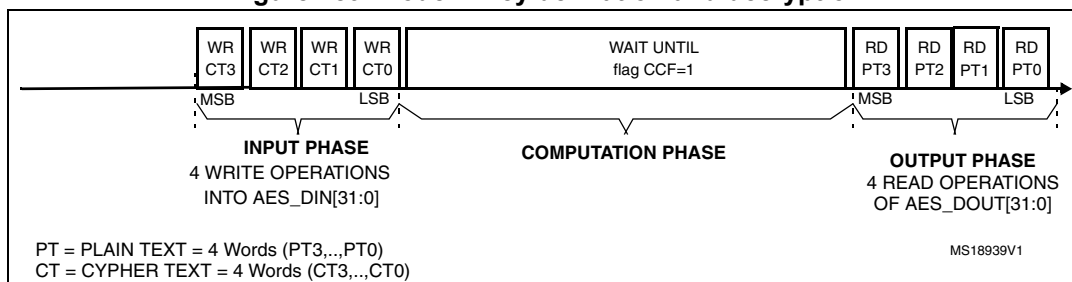 WR WR WR WR WAIT UNTIL RD RD RD RD
CT3 CT2 CT1 CT0 flag CCF=1 PT3 PT2 PT1 PT0
MSB LSB MSB LSB
INPUT PHASE
4 WRITE OPERATIONS
INTO AES_DIN[31:0]
COMPUTATION PHASE
OUTPUT PHASE
4 READ OPERATIONS
OF AES_DOUT[31:0]
PT = PLAIN TEXT = 4 Words (PT3,..,PT0)
CT = CYPHER TEXT = 4 Words (CT3,..,CT0)
MS18939V1